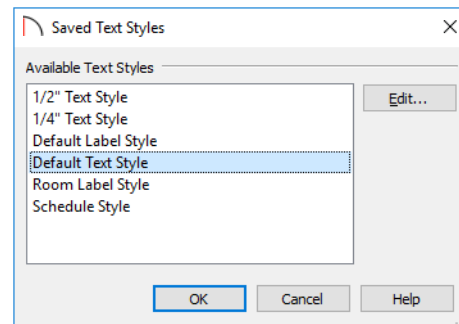 Saved Text Styles
Available Text Styles
1/2" Text Style
1/4" Text Style
Default Label Style
Default Text Style
Room Label Style
Schedule Style
Edit...
OK
Cancel
Help